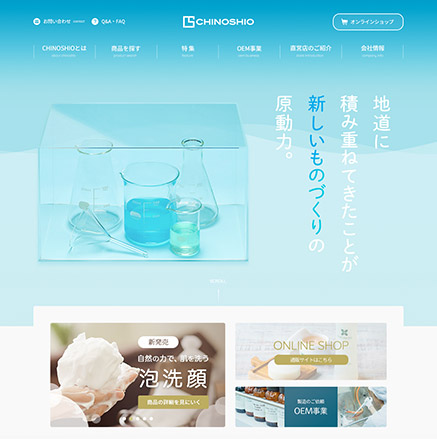 お問い合わせ
Q&A・FAQ
CHINOSHIO
オンラインショップ
CHINOSHIOとは
商品を探す
特集
OEM事業
直営店のご紹介
会社情報
地道に
積み重ねてきたことが
新しいものづくりの
原動力。
新発売
自然の力で、肌を洗う
泡洗顔
商品の詳細を見にいく
ONLINE SHOP
通販サイトはこちら
製造のご依頼
OEM事業